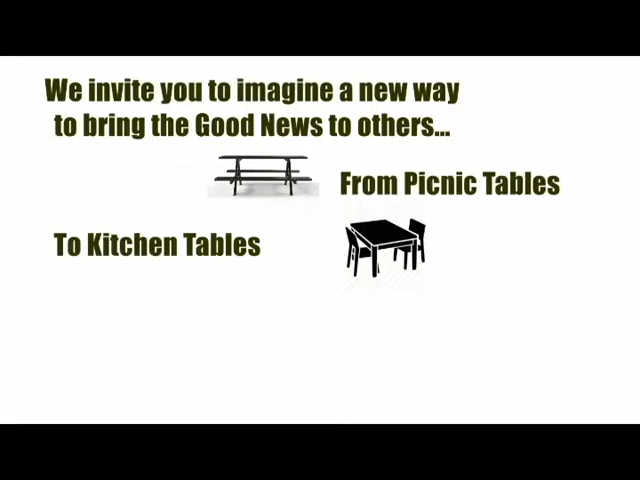 We invite you to imagine a new way
to bring the Good News to others...
From Picnic Tables
To Kitchen Tables